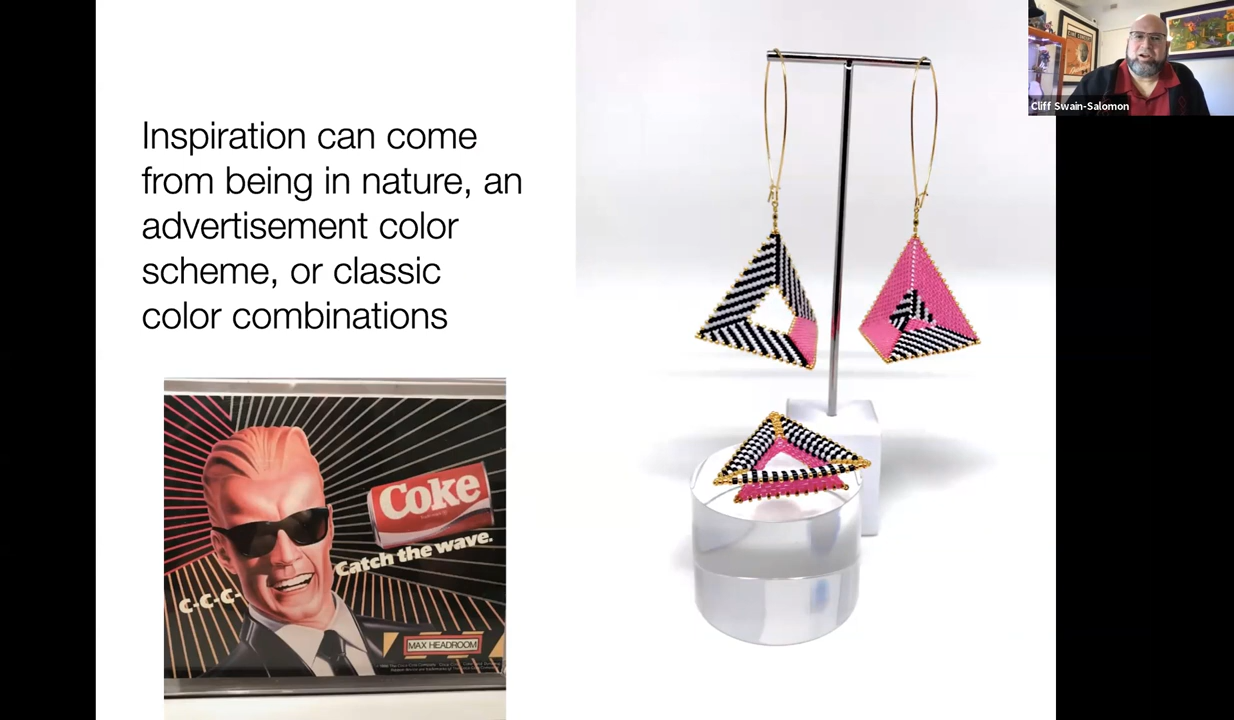 Inspiration can come
from being in nature, an
advertisement color
scheme, or classic
color combinations
Cliff Swain-Salomon
Coke
Catch the wave.
C-C-C-
MAX HEADROOM